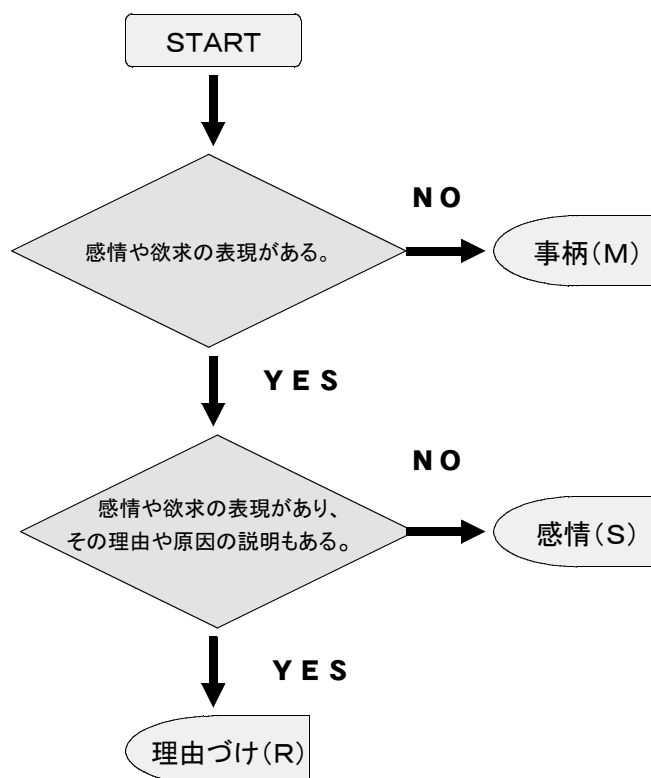 START
NO
感情や欲求の表現がある。
事柄(M)
YES
NO
感情や欲求の表現があり、
その理由や原因の説明もある。
感情(S)
YES
理由づけ(R)